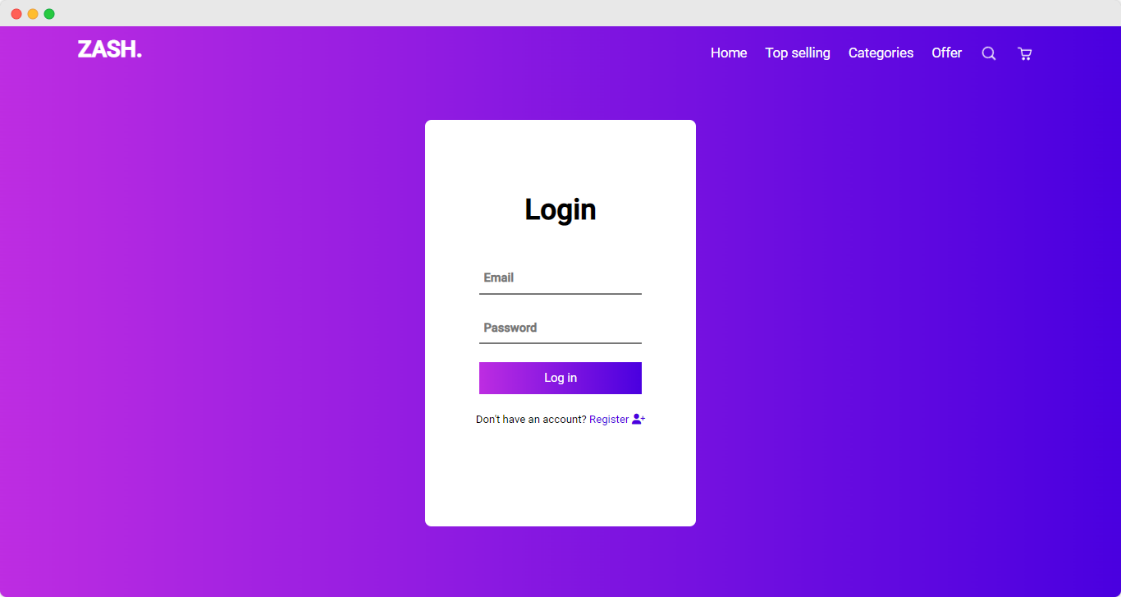 ZASH.
Home Top selling Categories Offer
Login
Email
Password
Log in
Don't have an account? Register